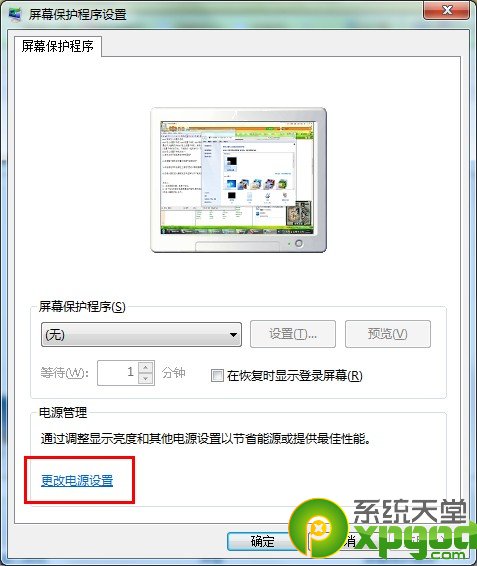 屏幕保护程序设置
屏幕保护程序
屏幕保护程序(S)
(无)
设置(T)...
预览(V)
等待(W):
1
分钟
在恢复时显示登录屏幕(R)
电源管理
通过调整显示亮度和其他电源设置以节省能源或提供最佳性能。
更改电源设置
确定
消
系统天堂
xpgod.com